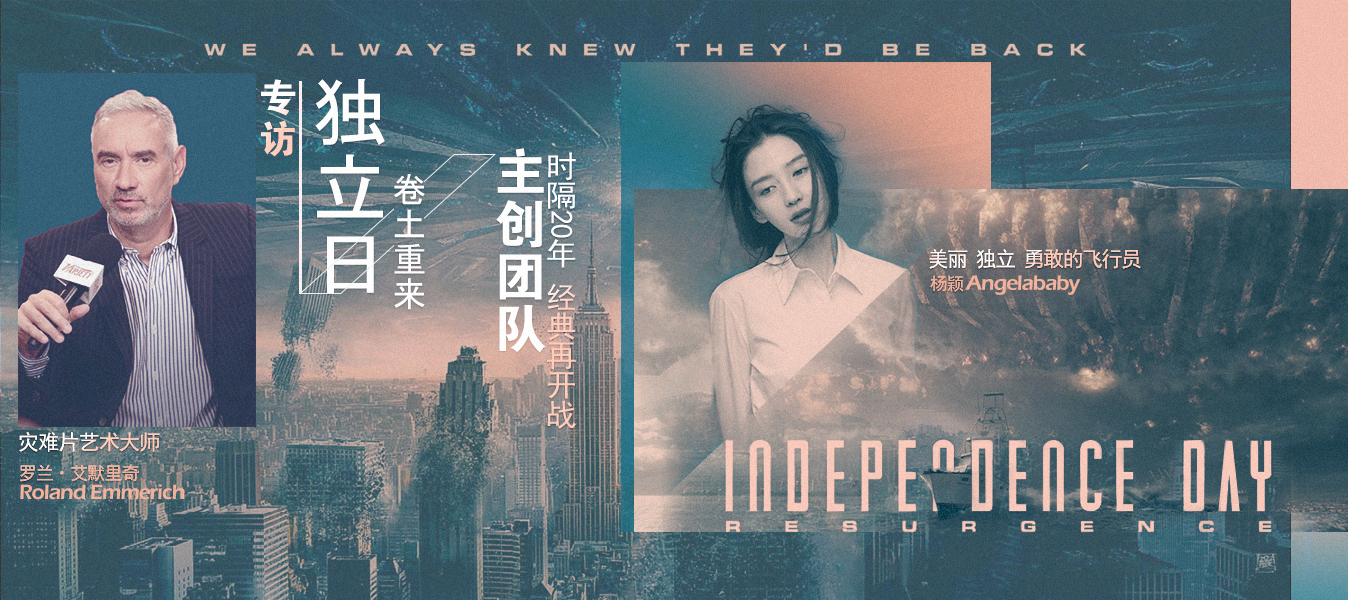 WE ALWAYS KNEW THEY'D BE BACK
专访
独立日
卷土重来
主创团队
时隔20年 经典再开战
VARIETY
灾难片艺术大师
罗兰·艾默里奇
Roland Emmerich
美丽 独立 勇敢的飞行员
杨颖 Angelababy
INDEPENDENCE DAY
RESURGENCE